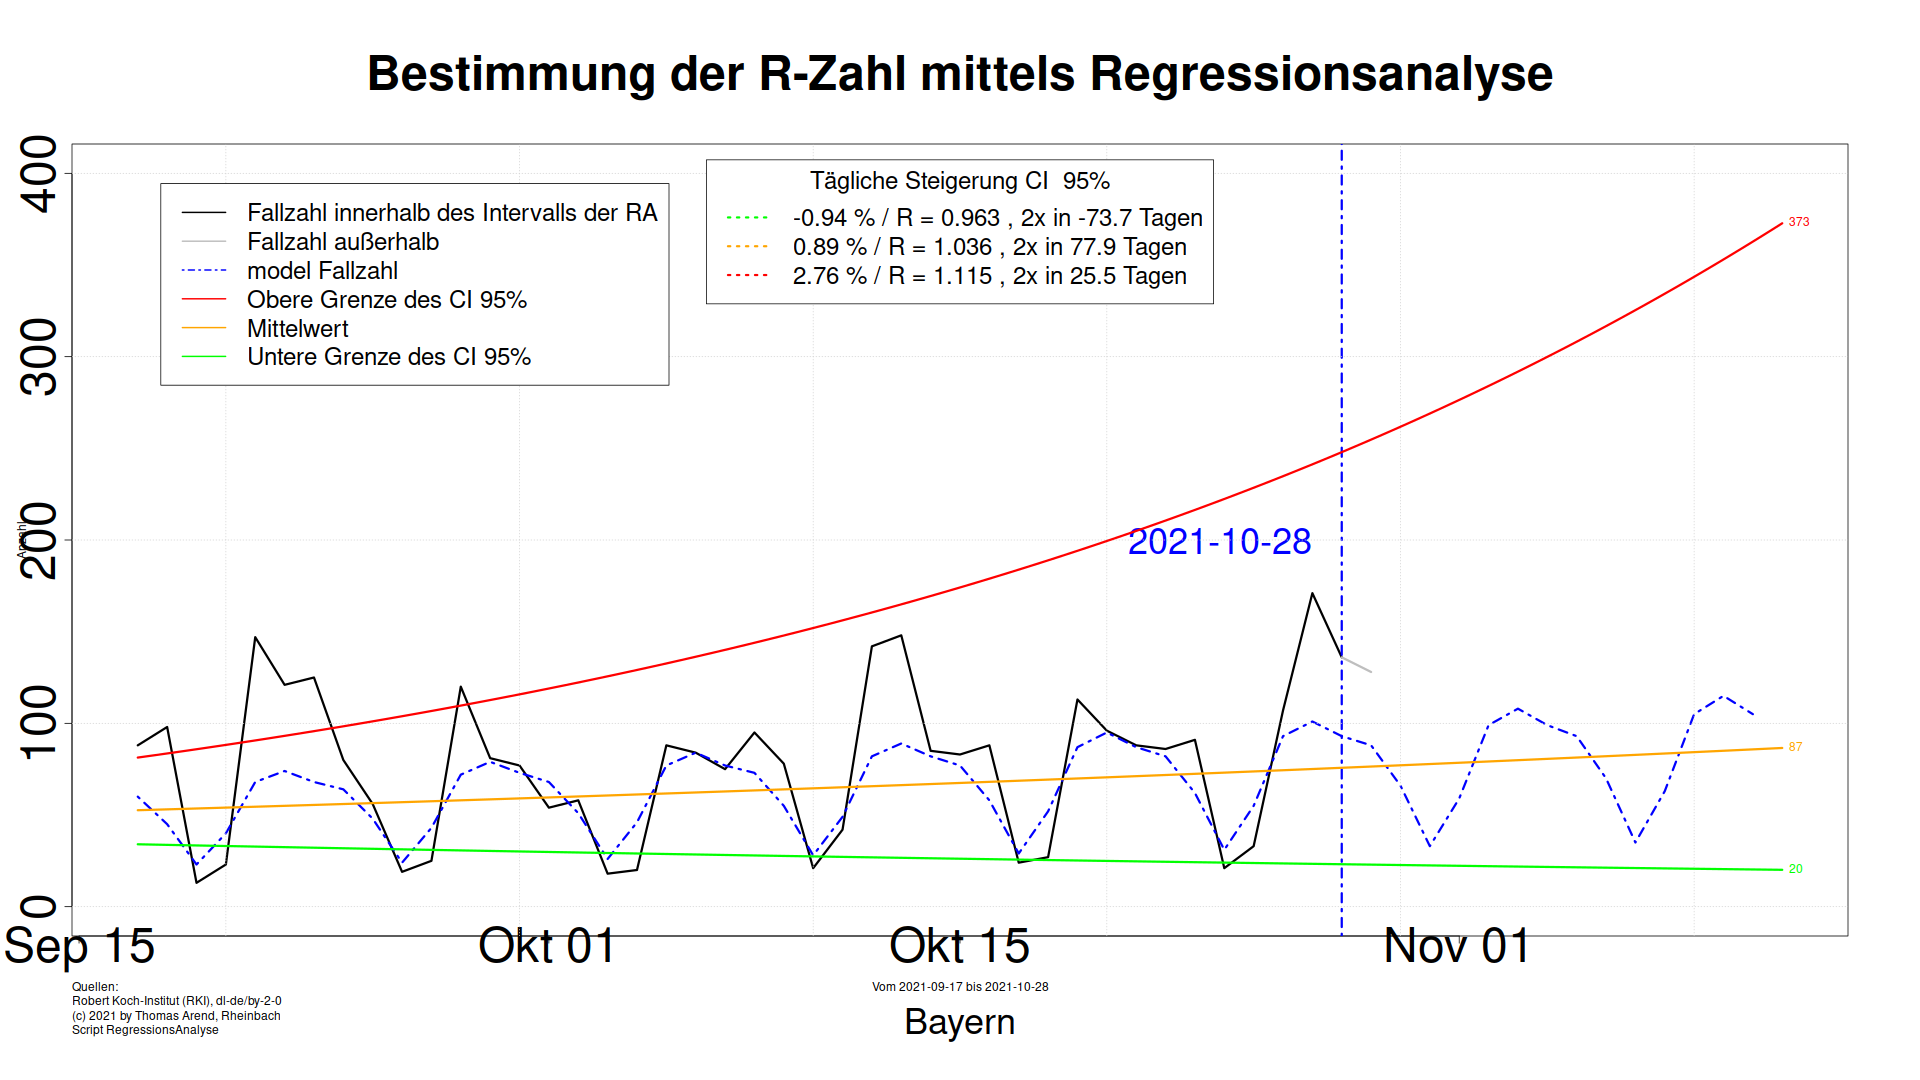 Bestimmung der R-Zahl mittels Regressionsanalyse
400
300
200
100
0
Anzahl
Fallzahl innerhalb des Intervalls der RA
Fallzahl außerhalb
model Fallzahl
Obere Grenze des CI 95%
Mittelwert
Untere Grenze des CI 95%
Tägliche Steigerung CI 95%
-0.94 % / R = 0.963 , 2x in -73.7 Tagen
0.89 % / R = 1.036 , 2x in 77.9 Tagen
2.76 % / R = 1.115 , 2x in 25.5 Tagen
373
2021-10-28
87
20
Sep 15
Okt 01
Okt 15
Nov 01
Quellen:
Robert Koch-Institut (RKI), dl-de/by-2-0
(c) 2021 by Thomas Arend, Rheinbach
Script RegressionsAnalyse
Vom 2021-09-17 bis 2021-10-28
Bayern